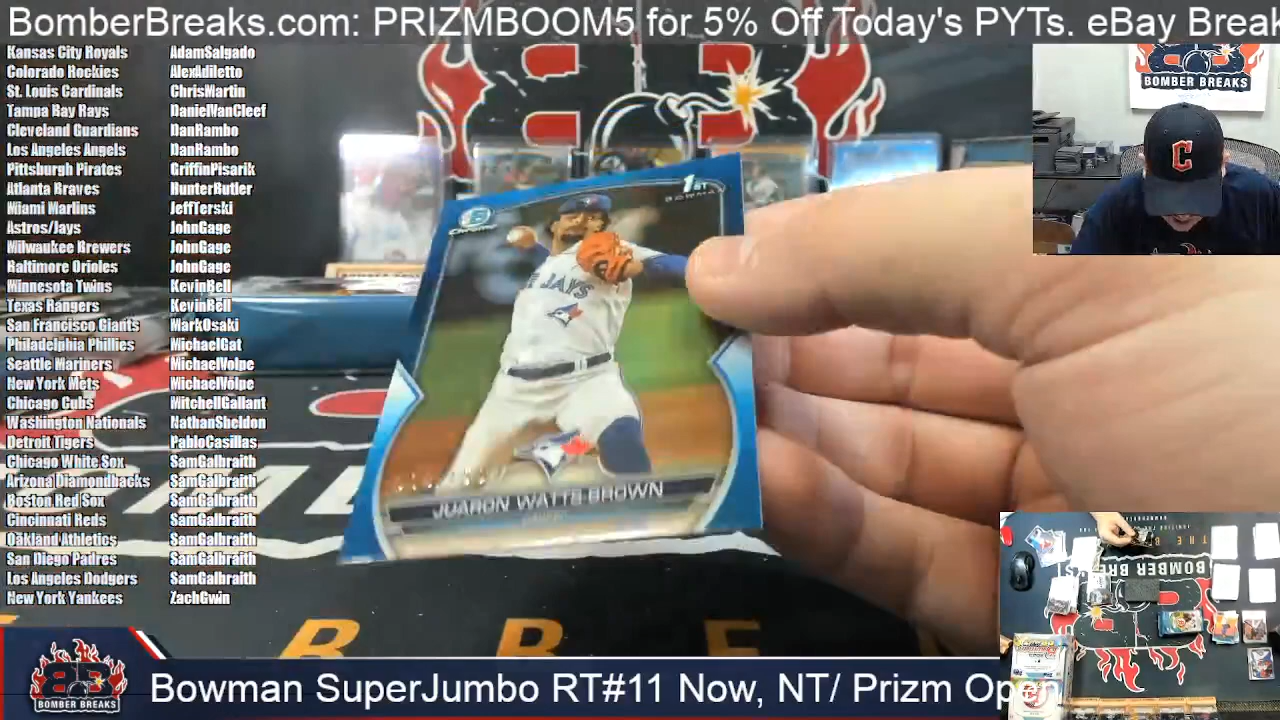 BomberBreaks.com: PRIZMBOOM5 for 5% Off Today's PYTs. eBay Break
Kansas City Royals AdamSalgado
Colorado Rockies AlexAdiletto
St. Louis Cardinals ChrisMartin
Tampa Bay Rays DanielVanCleef
Cleveland Guardians DanRambo
Los Angeles Angels DanRambo
Pittsburgh Pirates GriffinPisarik
Atlanta Braves HunterButler
Miami Marlins JeffTerski
Astros/Jays JohnGage
Milwaukee Brewers JohnGage
Baltimore Orioles JohnGage
Minnesota Twins KevinBell
Texas Rangers KevinBell
San Francisco Giants MarkOsaki
Philadelphia Phillies MichaelGat
Seattle Mariners MichaelVolpe
New York Mets MichaelVolpe
Chicago Cubs MitchellGallant
Washington Nationals NathanSheldon
Detroit Tigers PabloCasillas
Chicago White Sox SamGalbraith
Arizona Diamondbacks SamGalbraith
Boston Red Sox SamGalbraith
Cincinnati Reds SamGalbraith
Oakland Athletics SamGalbraith
San Diego Padres SamGalbraith
Los Angeles Dodgers SamGalbraith
New York Yankees ZachGwin
BOMBER BREAKS
C
1ST
BOWMAN
Chrome
JAYS
JUARON WATTS-BROWN
B B E
BOMBER BRE
BOMBER BREAKS
Bowman SuperJumbo RT#11 Now, NT/ Prizm Open